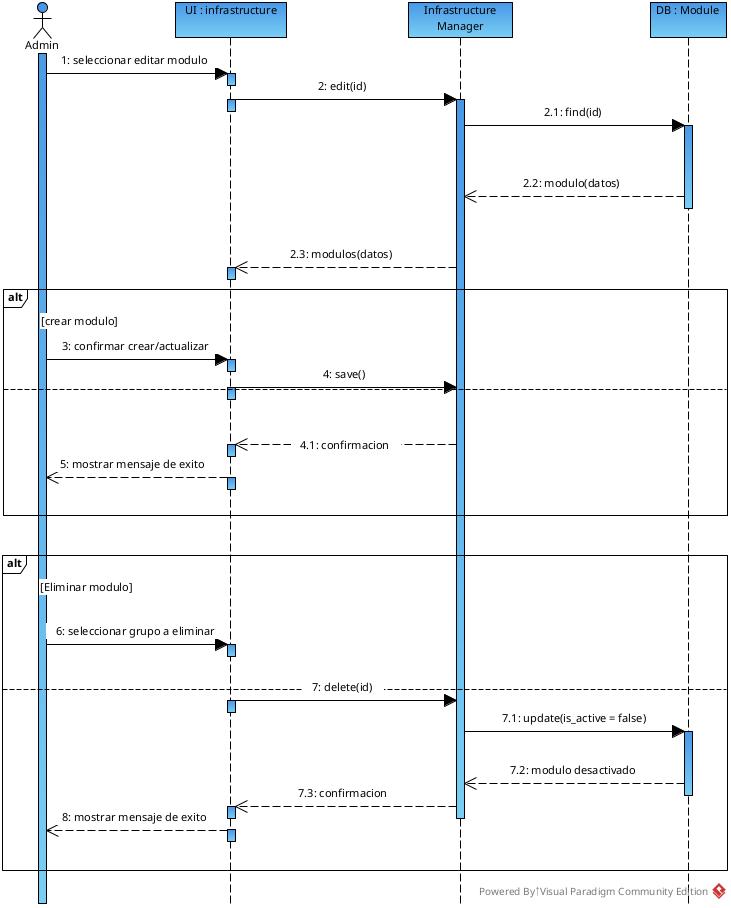 UI : infrastructure
Infrastructure
Manager
DB : Module
Admin
1: seleccionar editar modulo
2: edit(id)
2.1: find(id)
2.2: modulo(datos)
2.3: modulos(datos)
alt
[crear modulo]
3: confirmar crear/actualizar
4: save()
4.1: confirmacion
5: mostrar mensaje de exito
alt
[Eliminar modulo]
6: seleccionar grupo a eliminar
7: delete(id)
7.1: update(is_active = false)
7.2: modulo desactivado
7.3: confirmacion
8: mostrar mensaje de exito
Powered By Visual Paradigm Community Edition